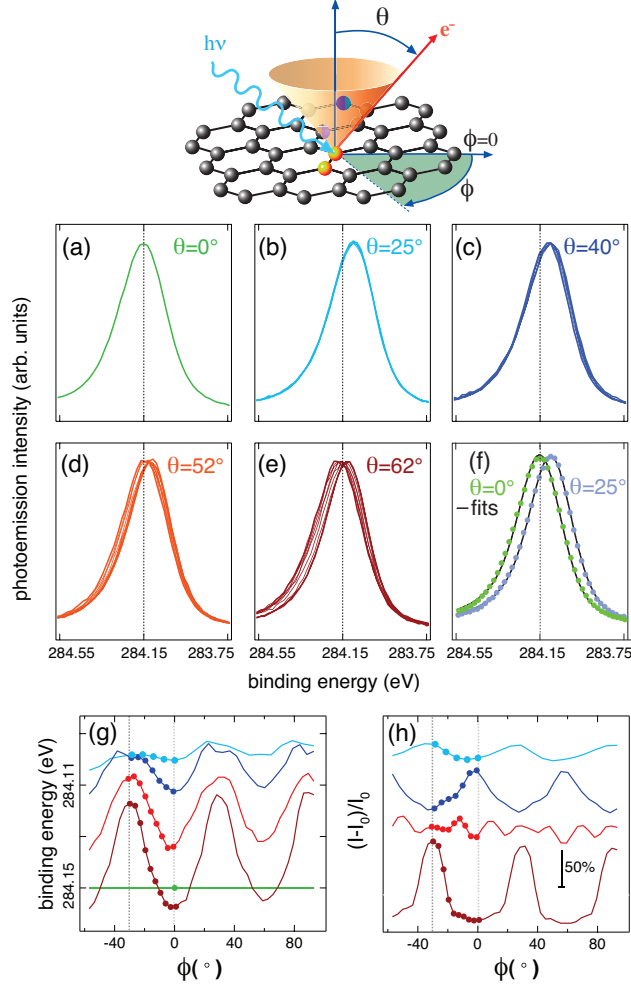 θ
hν
e⁻
ϕ=0
ϕ
(a) θ=0°
(b) θ=25°
(c) θ=40°
(d) θ=52°
(e) θ=62°
(f)
θ=0° θ=25°
–fits
photoemission intensity (arb. units)
284.55 284.15 283.75 284.55 284.15 283.75 284.55 284.15 283.75
binding energy (eV)
(g)
binding energy (eV)
284.11
284.15
-40 0 40 80
ϕ(°)
(h)
(I-I₀)/I₀
50%
-40 0 40 80
ϕ(°)